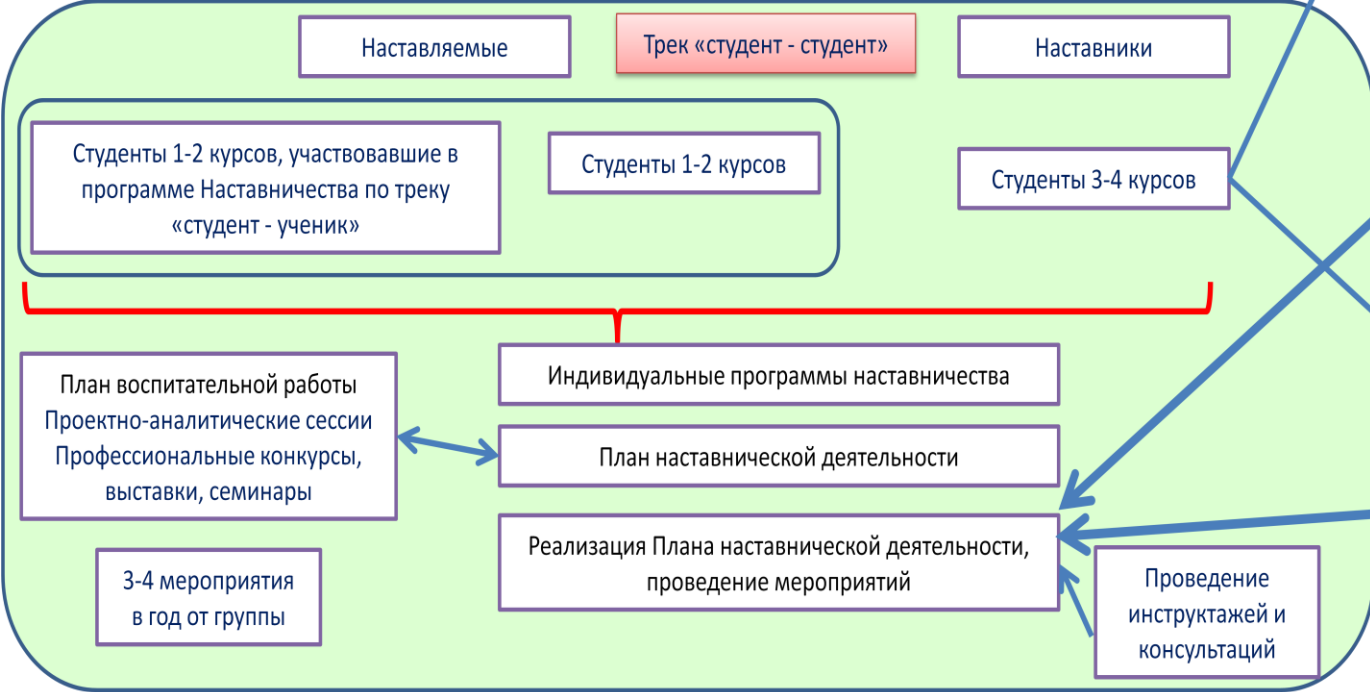 Наставляемые
Трек «студент - студент»
Наставники
Студенты 1-2 курсов, участвовавшие в
программе Наставничества по треку
«студент - ученик»
Студенты 1-2 курсов
Студенты 3-4 курсов
План воспитательной работы
Проектно-аналитические сессии
Профессиональные конкурсы,
выставки, семинары
Индивидуальные программы наставничества
План наставнической деятельности
Реализация Плана наставнической деятельности,
проведение мероприятий
3-4 мероприятия
в год от группы
Проведение
инструктажей и
консультаций